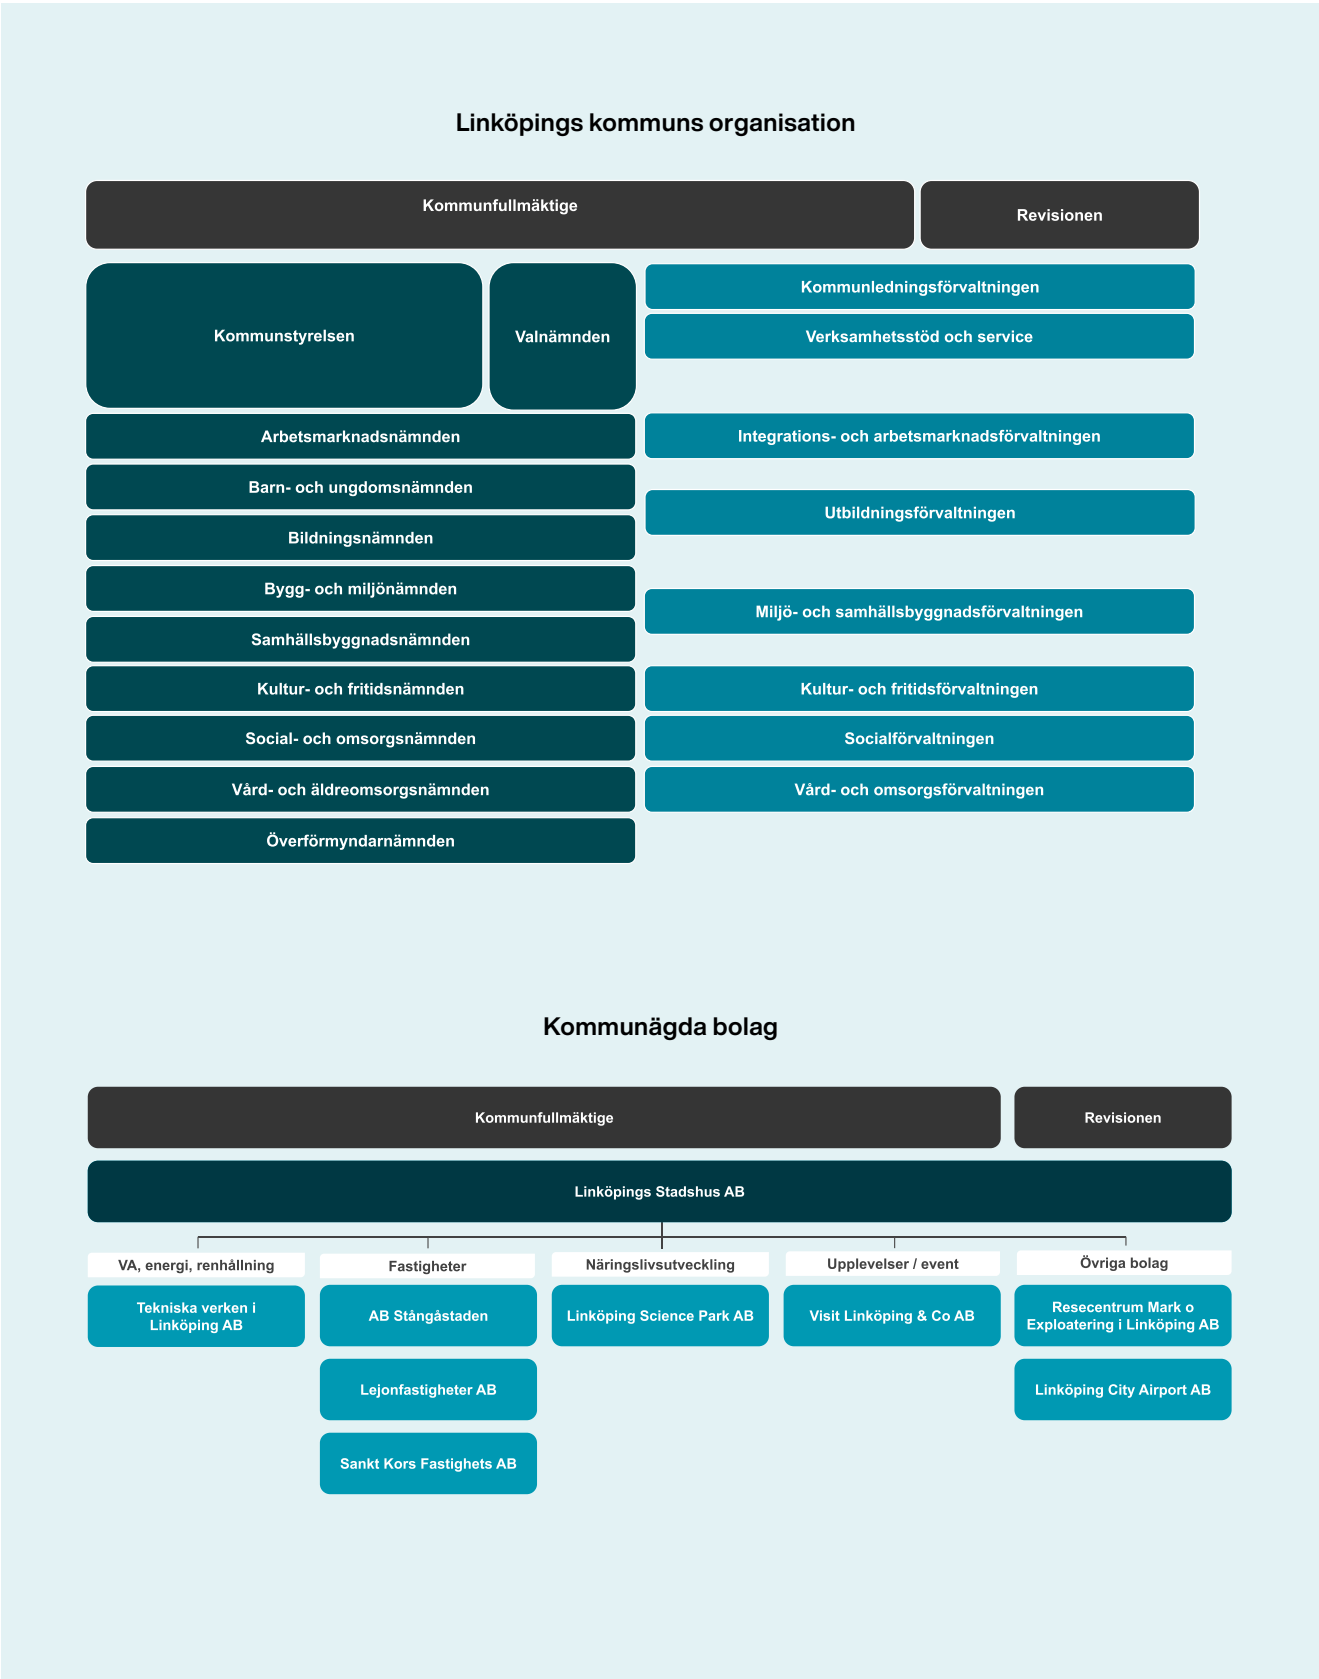 Linköpings kommuns organisation
Kommunfullmäktige
Revisionen
Kommunstyrelsen
Valnämnden
Kommunledningsförvaltningen
Verksamhetsstöd och service
Arbetsmarknadsnämnden
Integrations- och arbetsmarknadsförvaltningen
Barn- och ungdomsnämnden
Utbildningsförvaltningen
Bildningsnämnden
Bygg- och miljönämnden
Miljö- och samhällsbyggnadsförvaltningen
Samhällsbyggnadsnämnden
Kultur- och fritidsnämnden
Kultur- och fritidsförvaltningen
Social- och omsorgsnämnden
Socialförvaltningen
Vård- och äldreomsorgsnämnden
Vård- och omsorgsförvaltningen
Överförmyndarnämnden
Kommunägda bolag
Kommunfullmäktige
Revisionen
Linköpings Stadshus AB
VA, energi, renhållning
Fastigheter
Näringslivsutveckling
Upplevelser / event
Övriga bolag
Tekniska verken i
Linköping AB
AB Stångåstaden
Linköping Science Park AB
Visit Linköping & Co AB
Resecentrum Mark o
Exploatering i Linköping AB
Lejonfastigheter AB
Linköping City Airport AB
Sankt Kors Fastighets AB